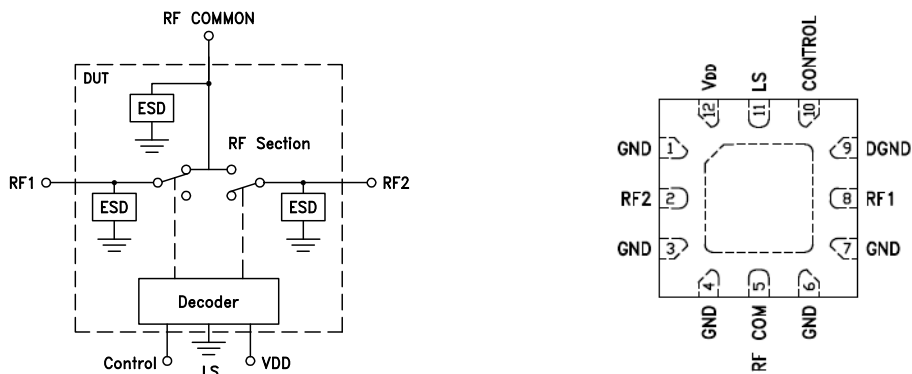 RF COMMON
DUT
ESD
RF Section
RF1
RF2
ESD
ESD
Decoder
Control
LS
VDD
VDD
LS
CONTROL
12
11
10
GND
1
9
DGND
RF2
2
8
RF1
GND
3
7
GND
4
5
6
GND
RF COM
GND